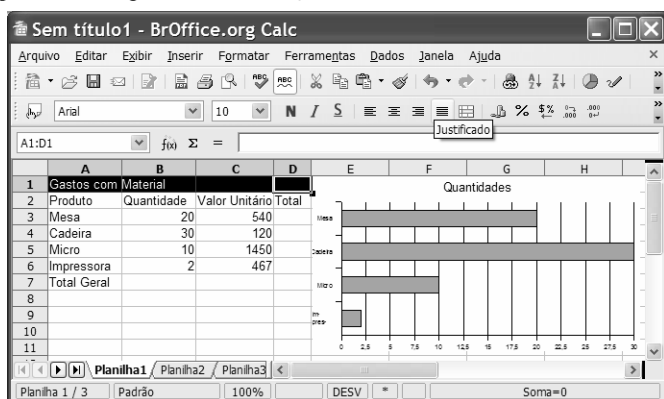 Sem título1 - BrOffice.org Calc
Arquivo Editar Exibir Inserir Formatar Ferramentas Dados Janela Ajuda
ABC ABC
Arial 10 N I S % $% .000 .000
Justificado
A1:D1 f(x) Σ =
A B C D E F G H
1 Gastos com Material Quantidades
2 Produto Quantidade Valor Unitário Total
3 Mesa 20 540 Mesa
4 Cadeira 30 120
5 Micro 10 1450 Cadeira
6 Impressora 2 467
7 Total Geral Micro
8
9
10
11 0 2,5 5 7,5 10 12,5 15 17,5 20 22,5 25 27,5 30
Planilha1 Planilha2 Planilha3
Planilha 1 / 3 Padrão 100% DESV * Soma=0